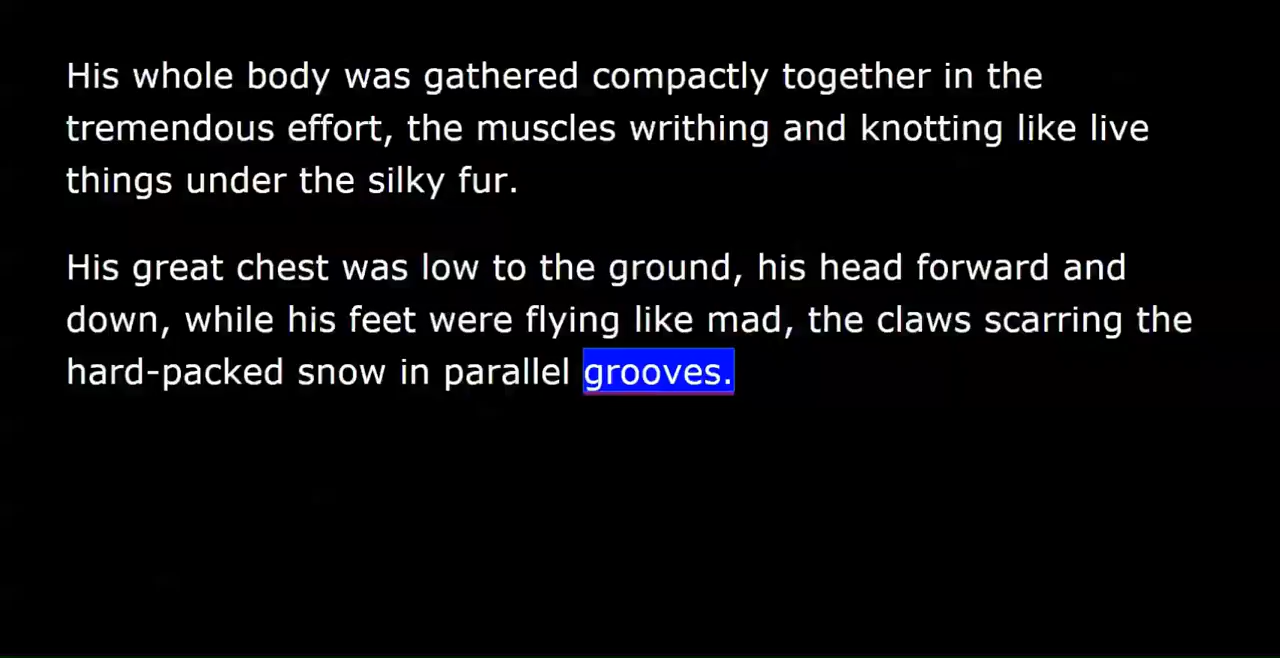 His whole body was gathered compactly together in the
tremendous effort, the muscles writhing and knotting like live
things under the silky fur.
His great chest was low to the ground, his head forward and
down, while his feet were flying like mad, the claws scarring the
hard-packed snow in parallel grooves.